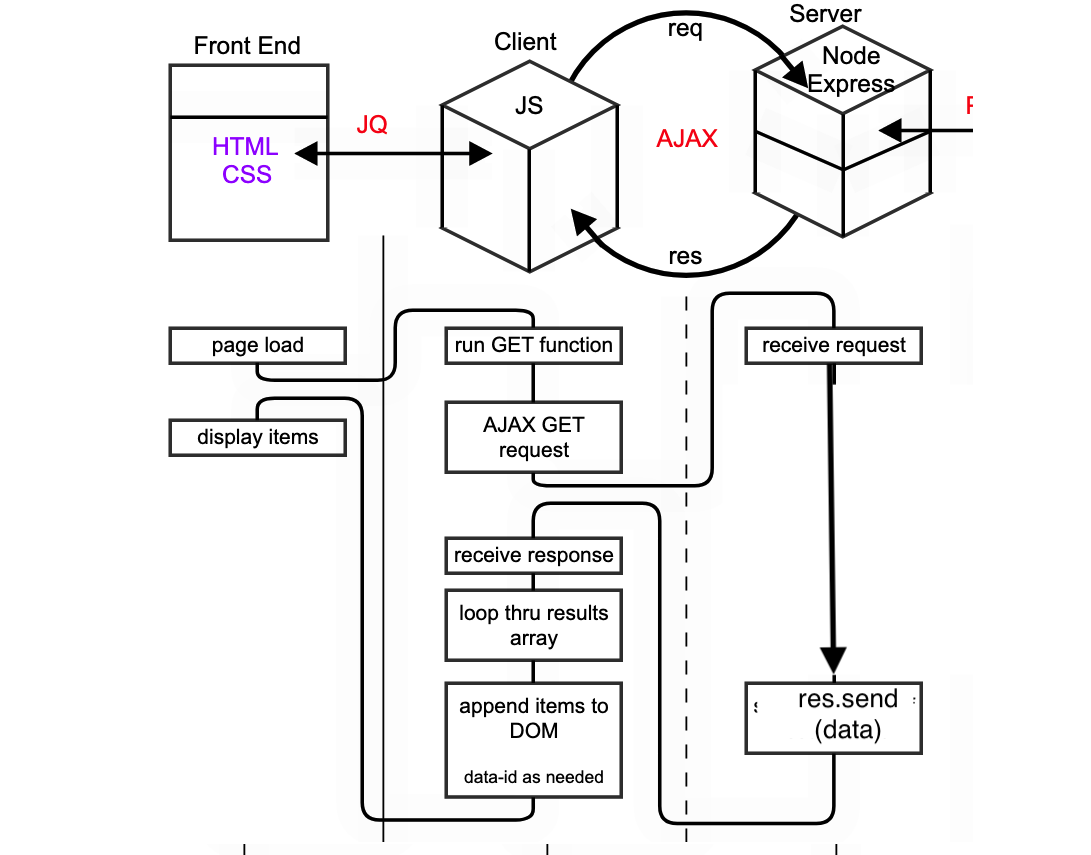 Server
Front End
Client
req
Node
Express
JS
JQ
AJAX
HTML
CSS
res
page load
run GET function
receive request
display items
AJAX GET
request
receive response
loop thru results
array
append items to
DOM
data-id as needed
res.send
(data)